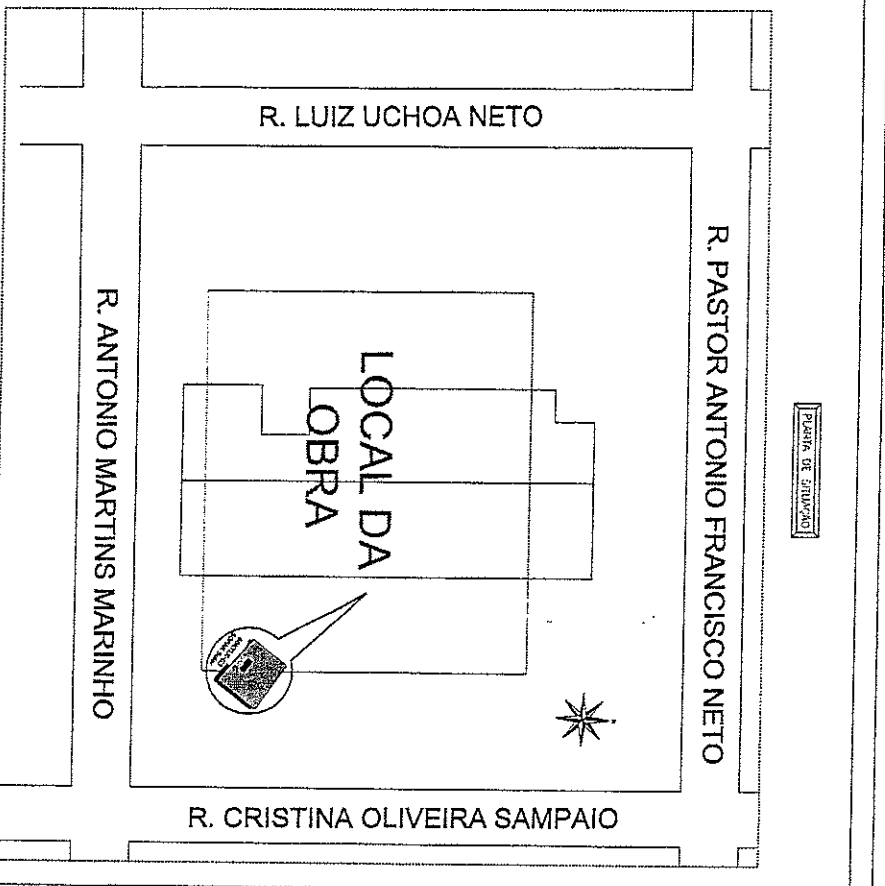 PLANTA DE SITUAÇÃO
R. LUIZ UCHOA NETO
R. PASTOR ANTONIO FRANCISCO NETO
LOCAL DA
OBRA
R. ANTONIO MARTINS MARINHO
R. CRISTINA OLIVEIRA SAMPAIO